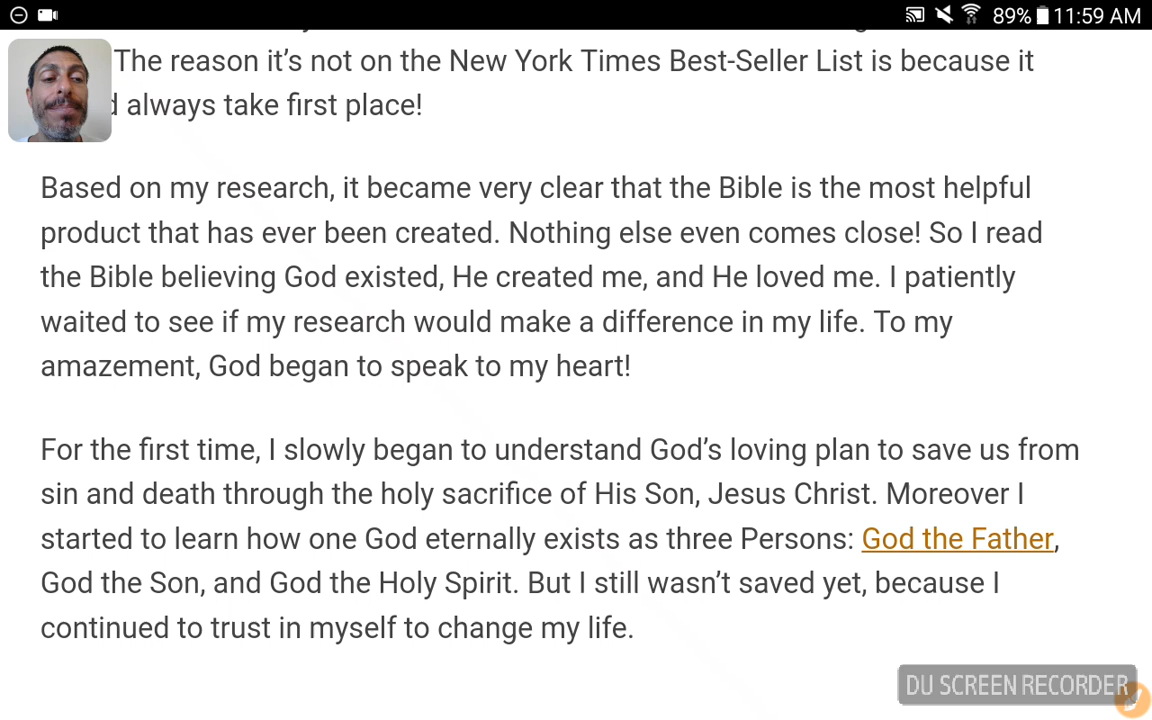 89% 11:59 AM
The reason it’s not on the New York Times Best-Seller List is because it
always take first place!
Based on my research, it became very clear that the Bible is the most helpful
product that has ever been created. Nothing else even comes close! So I read
the Bible believing God existed, He created me, and He loved me. I patiently
waited to see if my research would make a difference in my life. To my
amazement, God began to speak to my heart!
For the first time, I slowly began to understand God’s loving plan to save us from
sin and death through the holy sacrifice of His Son, Jesus Christ. Moreover I
started to learn how one God eternally exists as three Persons: God the Father,
God the Son, and God the Holy Spirit. But I still wasn’t saved yet, because I
continued to trust in myself to change my life.
DU SCREEN RECORDER